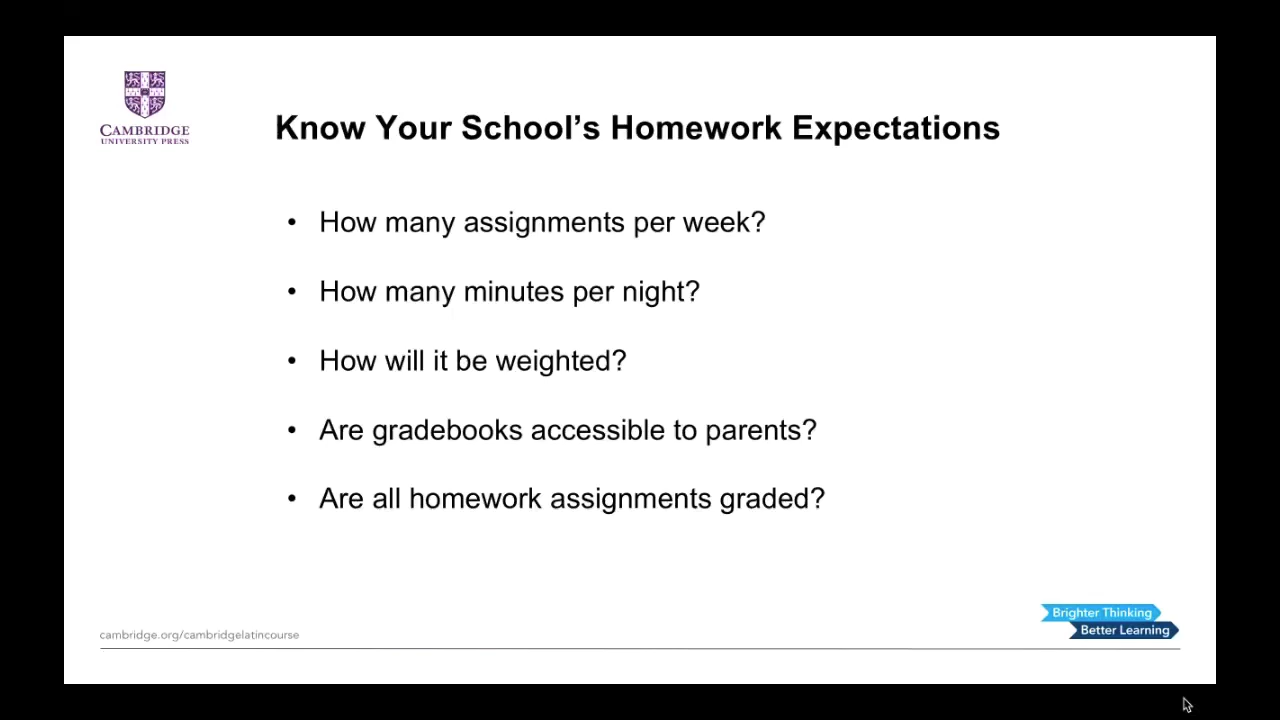 CAMBRIDGE
UNIVERSITY PRESS
Know Your School's Homework Expectations
• How many assignments per week?
• How many minutes per night?
• How will it be weighted?
• Are gradebooks accessible to parents?
• Are all homework assignments graded?
cambridge.org/cambridgelatincourse
Brighter Thinking
Better Learning